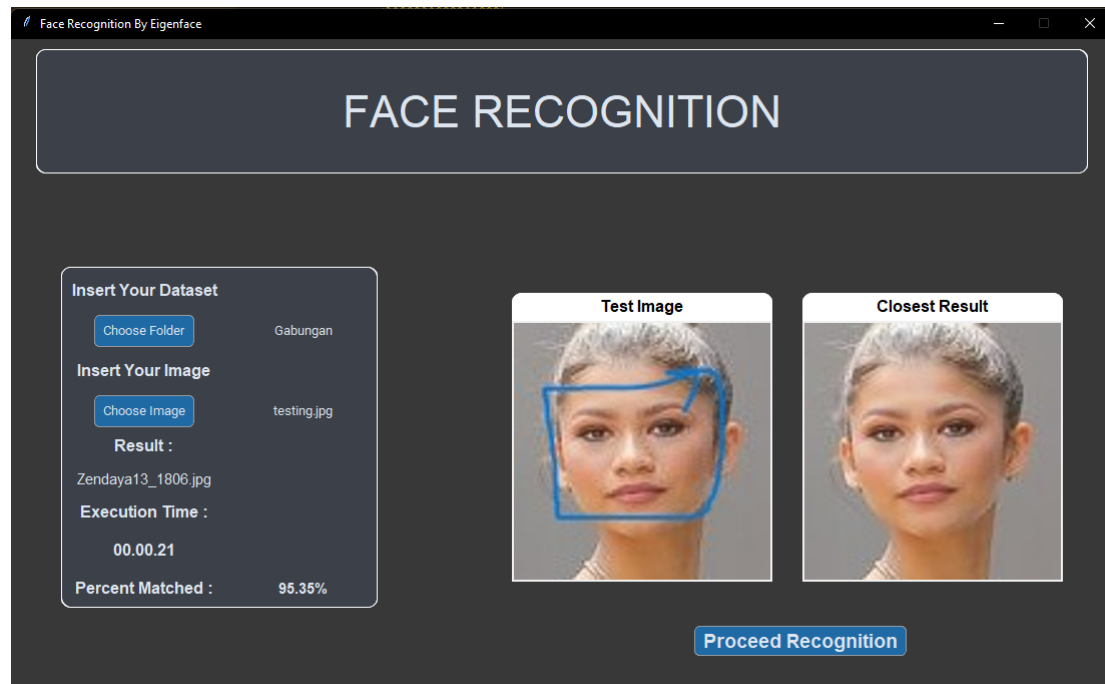 Face Recognition By Eigenface
FACE RECOGNITION
Insert Your Dataset
Choose Folder
Gabungan
Insert Your Image
Choose Image
testing.jpg
Result :
Zendaya13_1806.jpg
Execution Time :
00.00.21
Percent Matched :
95.35%
Test Image
Closest Result
Proceed Recognition